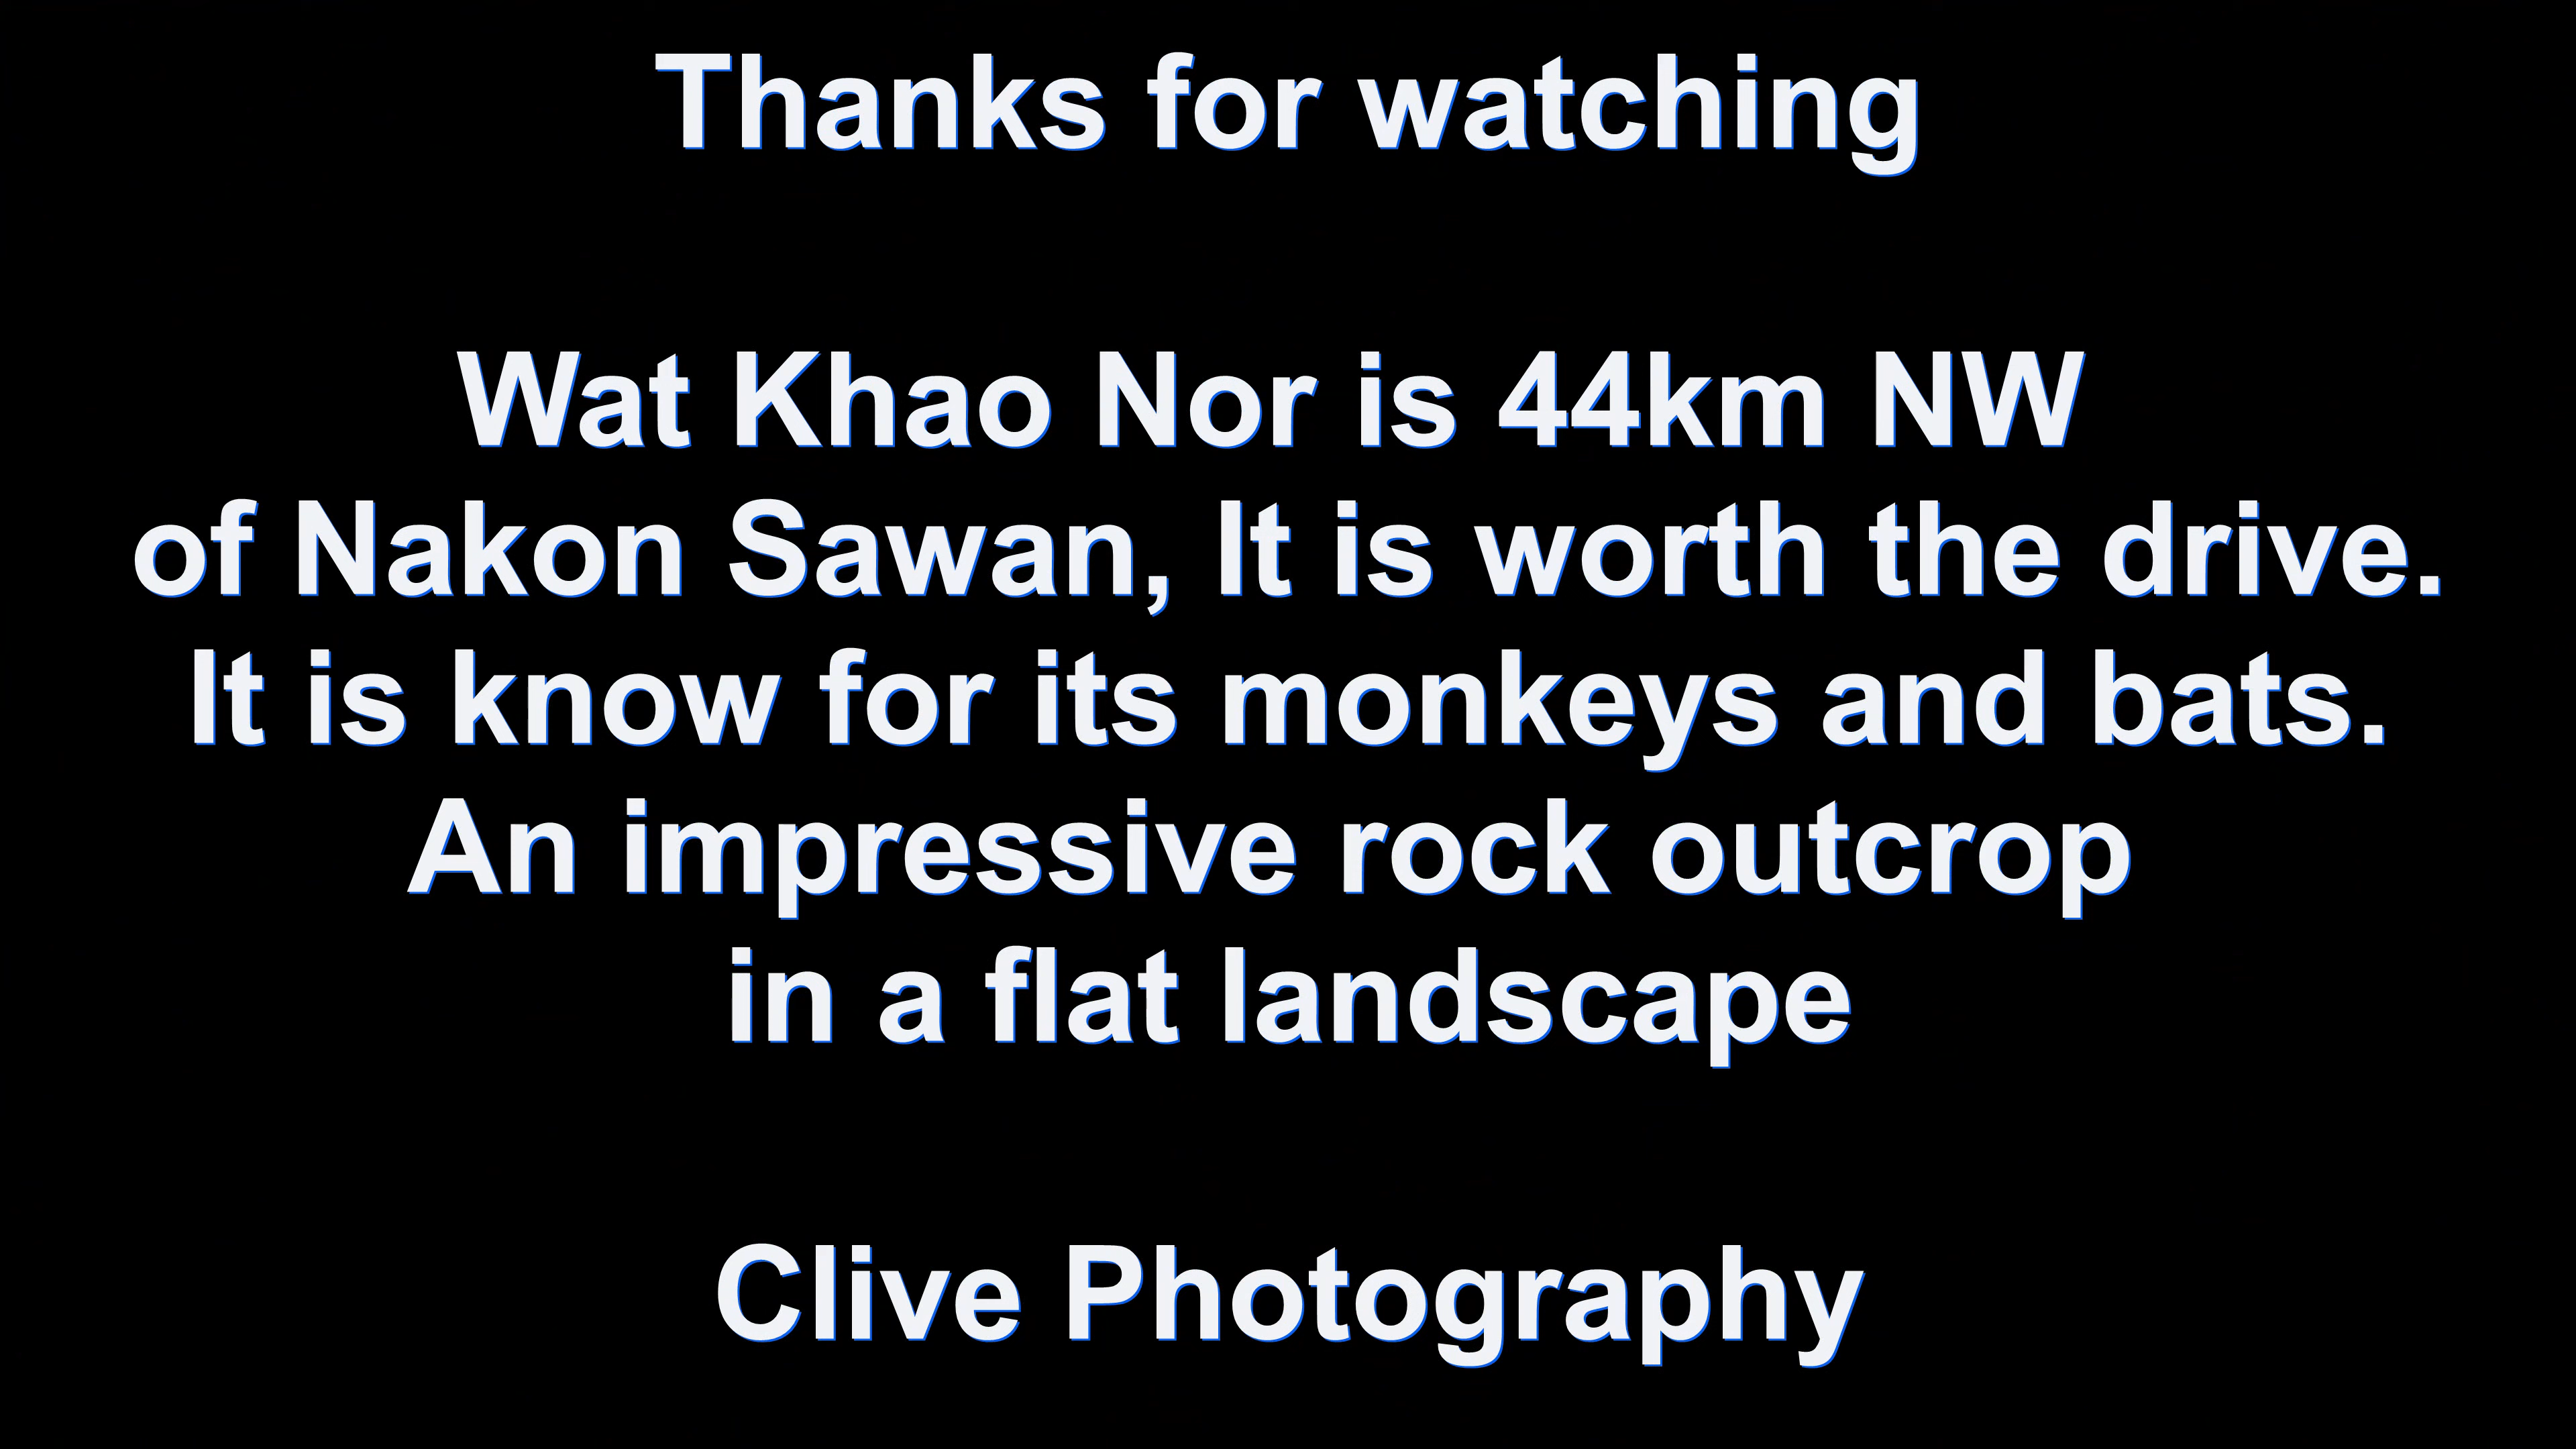 Thanks for watching
Wat Khao Nor is 44km NW
of Nakon Sawan, It is worth the drive.
It is know for its monkeys and bats.
An impressive rock outcrop
in a flat landscape
Clive Photography